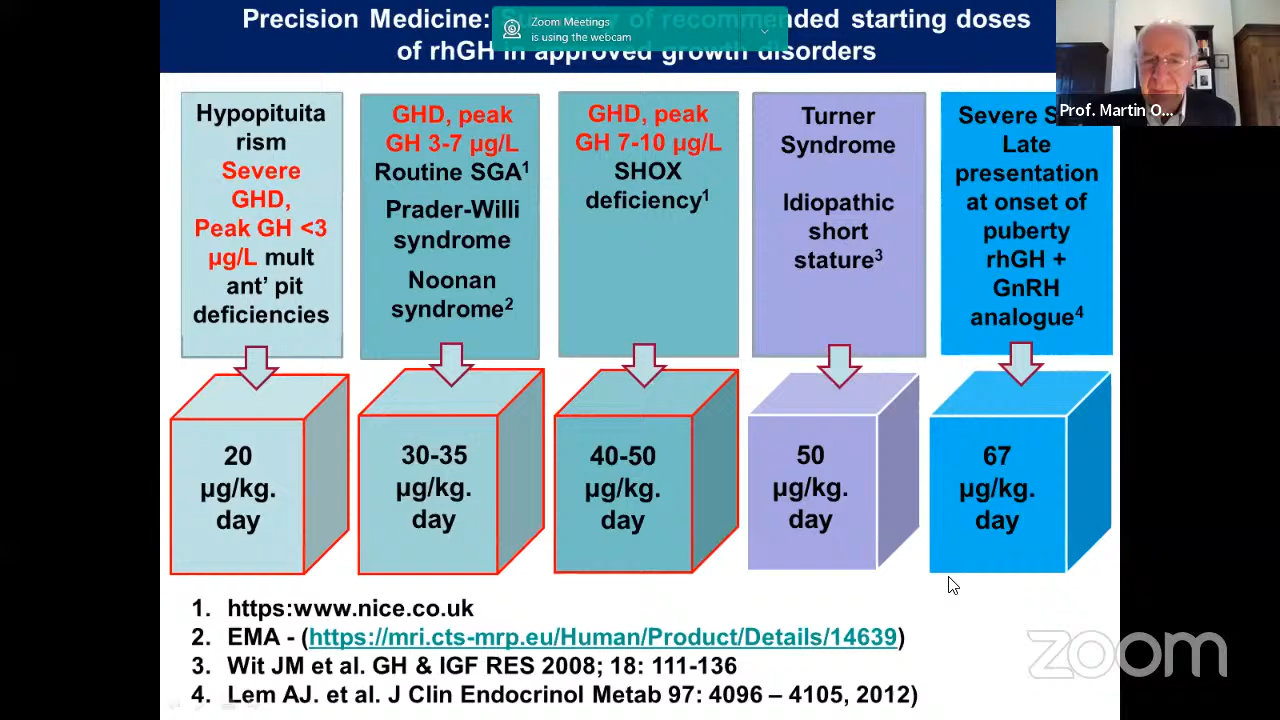 Precision Medicine: of recommended starting doses
of rhGH in approved growth disorders
Zoom Meetings
is using the webcam
Prof. Martin O...
Hypopituita
rism
Severe
GHD,
Peak GH <3
µg/L mult
ant’ pit
deficiencies
GHD, peak
GH 3-7 µg/L
Routine SGA¹
Prader-Willi
syndrome
Noonan
syndrome²
GHD, peak
GH 7-10 µg/L
SHOX
deficiency¹
Turner
Syndrome
Idiopathic
short
stature³
Severe
Late
presentation
at onset of
puberty
rhGH +
GnRH
analogue⁴
20
µg/kg.
day
30-35
µg/kg.
day
40-50
µg/kg.
day
50
µg/kg.
day
67
µg/kg.
day
1. https:www.nice.co.uk
2. EMA - (https://mri.cts-mrp.eu/Human/Product/Details/14639)
3. Wit JM et al. GH & IGF RES 2008; 18: 111-136
4. Lem AJ. et al. J Clin Endocrinol Metab 97: 4096 – 4105, 2012)
zoom